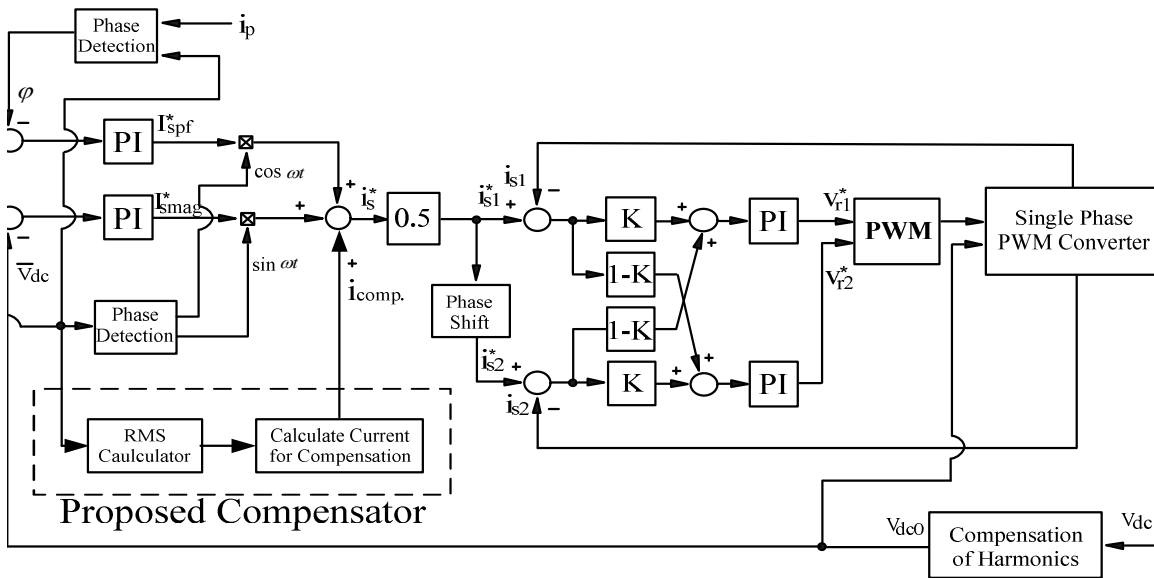 Phase
Detection
i_p
φ
−
PI
I*_spf
cos ωt
−
V̅dc
PI
I*_smag
sin ωt
Phase
Detection
+
+
+
i_comp.
i*_s
0.5
i*_s1
+
−
i_s1
Phase
Shift
i*_s2
+
i_s2
−
K
1-K
1-K
K
+
+
+
+
PI
PI
V*_r1
V*_r2
PWM
Single Phase
PWM Converter
RMS
Caulculator
Calculate Current
for Compensation
Proposed Compensator
V_dc0
Compensation
of Harmonics
V_dc